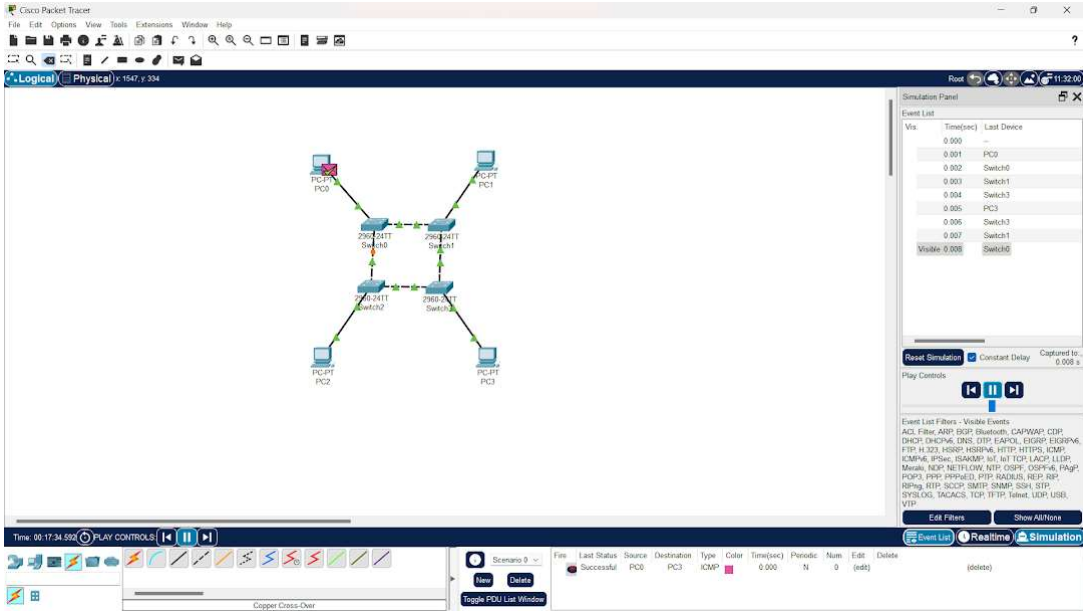 Cisco Packet Tracer
File Edit Options View Tools Extensions Window Help
?
Logical Physical x: 1547, y: 334 Root 11:32:00
Simulation Panel
Event List
Vis. Time(sec) Last Device
0.000 --
0.001 PC0
0.002 Switch0
0.003 Switch1
0.004 Switch3
0.005 PC3
0.006 Switch3
0.007 Switch1
Visible 0.008 Switch0
PC-PT
PC0
PC-PT
PC1
2960-24TT
Switch0
2960-24TT
Switch1
2960-24TT
Switch2
2960-24TT
PC-PT
PC2
PC-PT
PC3
Reset Simulation Constant Delay Captured to:
0.008 s
Play Controls
Event List Filters - Visible Events
ACL Filter, ARP, BGP, Bluetooth, CAPWAP, CDP,
DHCP, DHCPv6, DNS, DTP, EAPOL, EIGRP, EIGRPv6,
FTP, H.323, HSRP, HSRPv6, HTTP, HTTPS, ICMP,
ICMPv6, IPSec, ISAKMP, IoT, IoT TCP, LACP, LLDP,
Meraki, NDP, NETFLOW, NTP, OSPF, OSPFv6, PAgP,
POP3, PPP, PPPoED, PTP, RADIUS, REP, RIP,
RIPng, RTP, SCCP, SMTP, SNMP, SSH, STP,
SYSLOG, TACACS, TCP, TFTP, Telnet, UDP, USB,
VTP
Edit Filters Show All/None
Time: 00:17:34.592 PLAY CONTROLS: Event List Realtime Simulation
Scenario 0
New Delete
Toggle PDU List Window
Fire Last Status Source Destination Type Color Time(sec) Periodic Num Edit Delete
Successful PC0 PC3 ICMP 0.000 N 0 (edit) (delete)
Copper Cross-Over